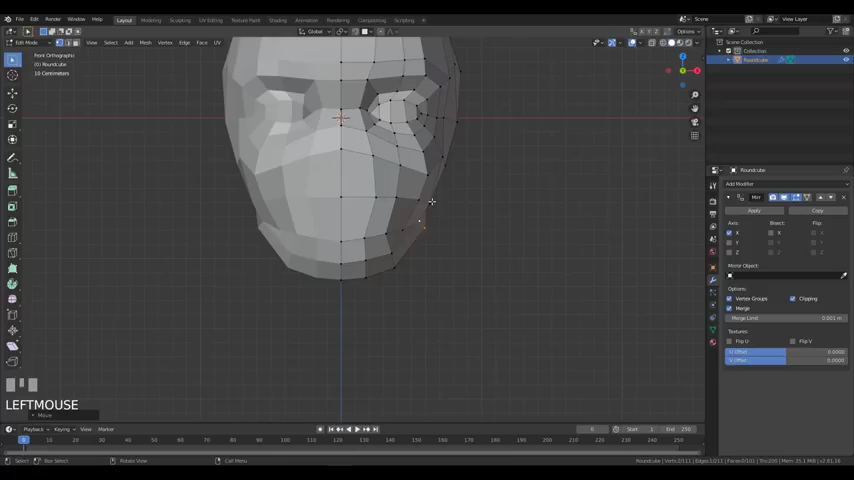 File Edit Render Window Help Layout Modeling Sculpting UV Editing Texture Paint Shading Animation Rendering Compositing Scripting Scene View Layer
Global Options
Edit Mode View Select Add Mesh Vertex Edge Face UV
Front Orthographic
(0) Roundcube
10 Centimeters
Scene Collection
Collection
Roundcube
Roundcube
Add Modifier
Mirr
Apply Copy
Axis: Bisect: Flip:
X X X
Y Y Y
Z Z Z
Mirror Object:
Options:
Vertex Groups Clipping
Merge
Merge Limit 0.001 m
Textures:
Flip U Flip V
U Offset 0.0000
V Offset 0.0000
LEFTMOUSE
Move
Playback Keying View Marker 0 Start: 1 End: 250
0 10 20 30 40 50 60 70 80 90 100 110 120 130 140 150 160 170 180 190 200 210 220 230 240 250
Select Box Select Rotate View Call Menu